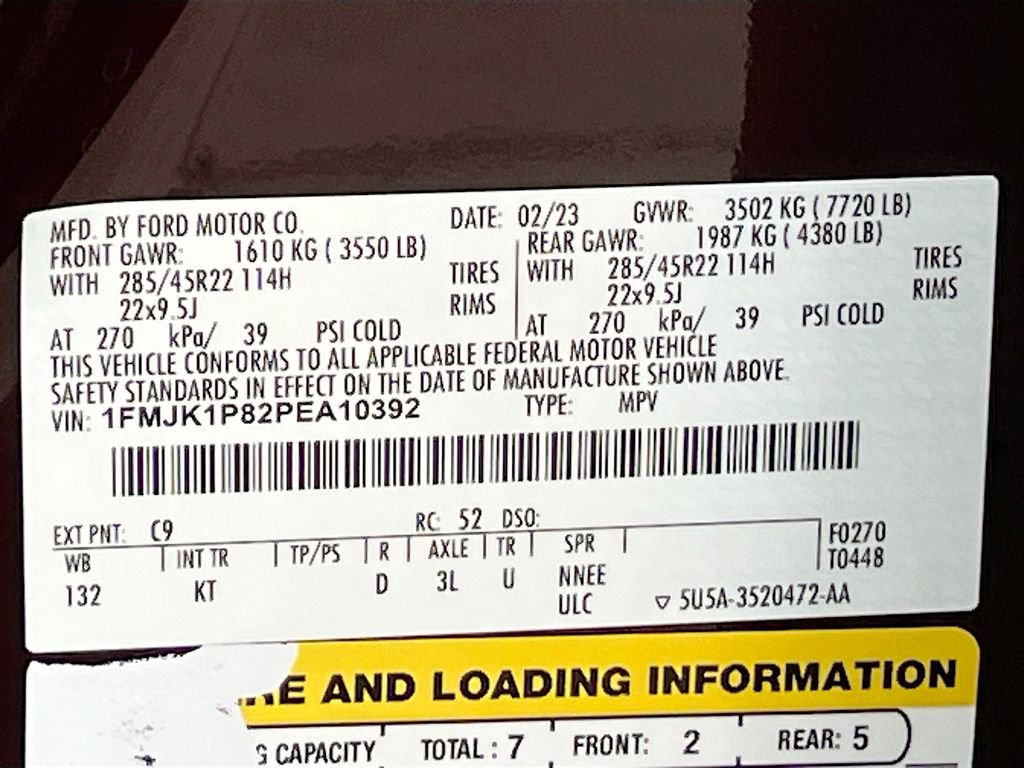 MFD. BY FORD MOTOR CO. DATE: 02/23 GVWR: 3502 KG ( 7720 LB)
FRONT GAWR: 1610 KG ( 3550 LB) REAR GAWR: 1987 KG ( 4380 LB)
WITH 285/45R22 114H TIRES WITH 285/45R22 114H TIRES
22x9.5J RIMS 22x9.5J RIMS
AT 270 kPa/ 39 PSI COLD AT 270 kPa/ 39 PSI COLD
THIS VEHICLE CONFORMS TO ALL APPLICABLE FEDERAL MOTOR VEHICLE
SAFETY STANDARDS IN EFFECT ON THE DATE OF MANUFACTURE SHOWN ABOVE.
VIN: 1FMJK1P82PEA10392 TYPE: MPV
EXT PNT: C9 RC: 52 DSO:
WB INT TR TP/PS R AXLE TR SPR F0270
T0448
132 KT D 3L U NNEE
ULC ▽ 5U5A-3520472-AA
AND LOADING INFORMATION
CAPACITY TOTAL : 7 FRONT: 2 REAR: 5